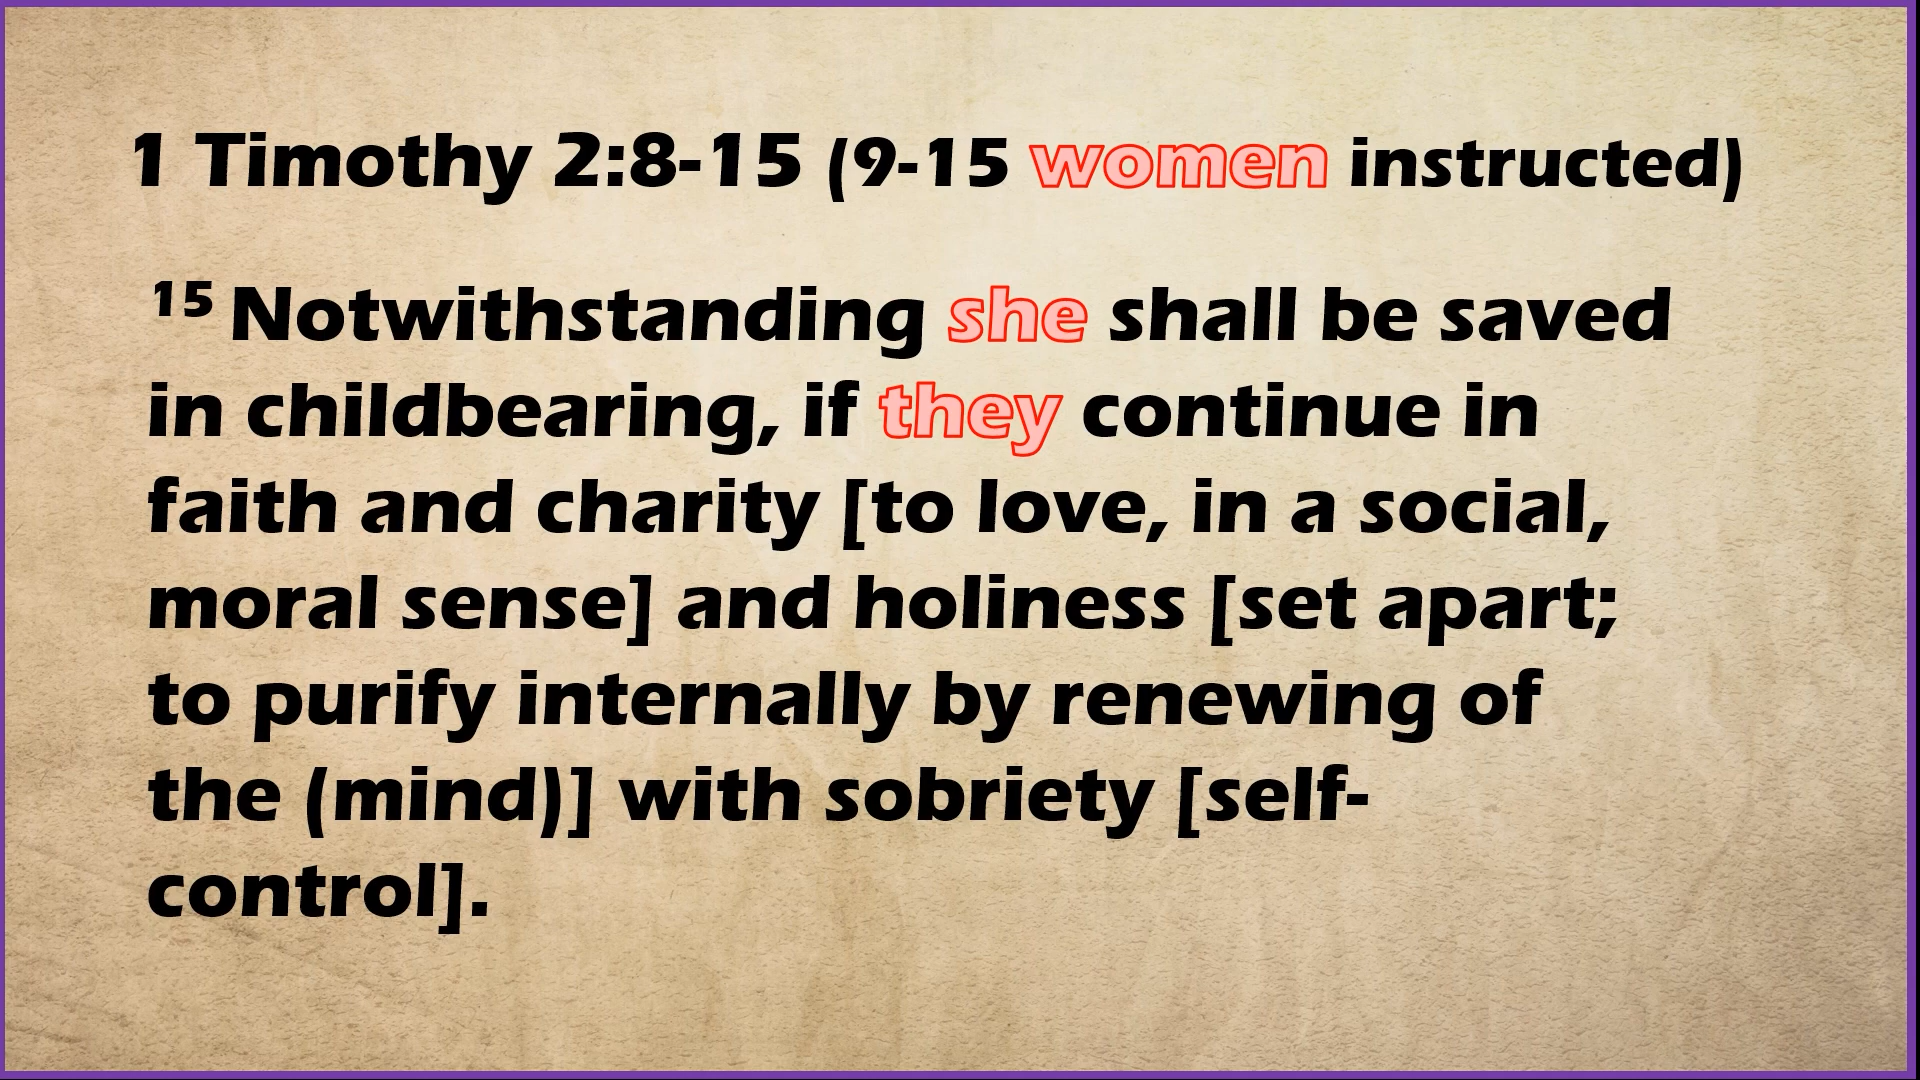 1 Timothy 2:8-15 (9-15 women instructed)
¹⁵ Notwithstanding she shall be saved
in childbearing, if they continue in
faith and charity [to love, in a social,
moral sense] and holiness [set apart;
to purify internally by renewing of
the (mind)] with sobriety [self-
control].